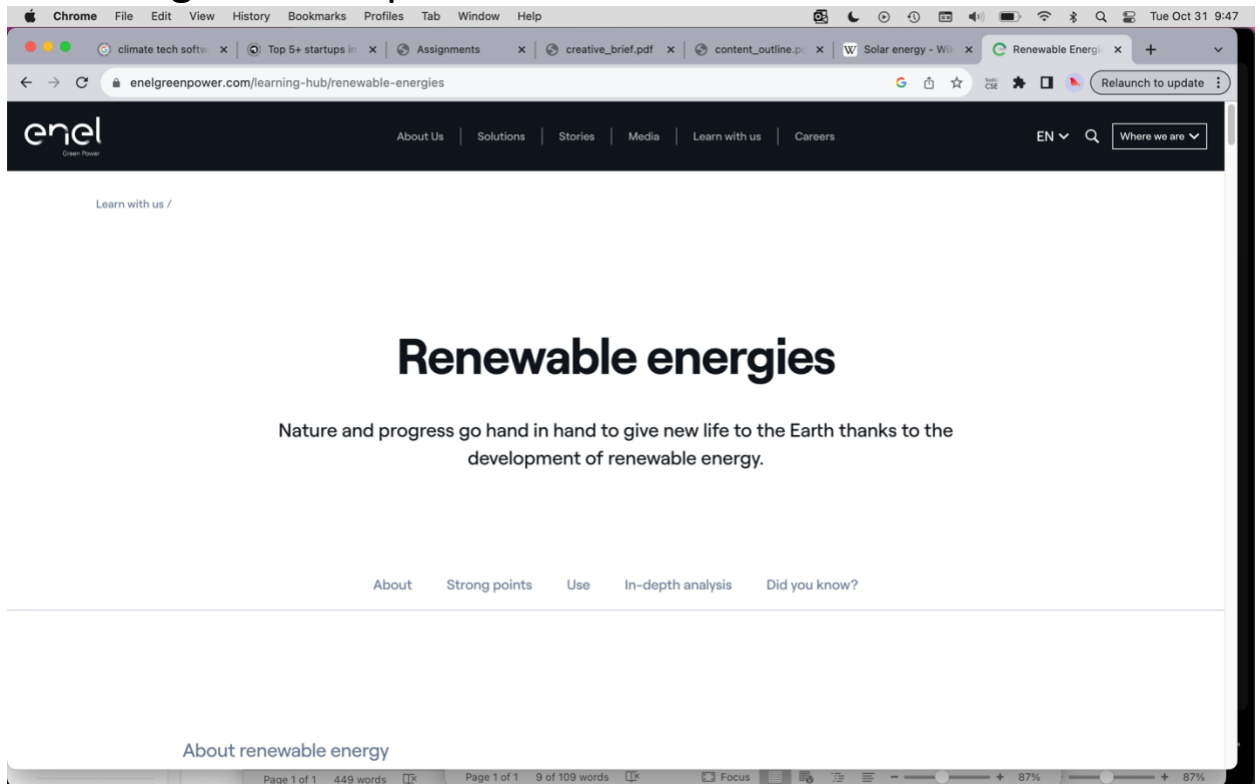 Chrome File Edit View History Bookmarks Profiles Tab Window Help Tue Oct 31 9:47
climate tech softw Top 5+ startups in Assignments creative_brief.pdf content_outline.p Solar energy - Wik Renewable Energi
enelgreenpower.com/learning-hub/renewable-energies Relaunch to update
enel
Green Power
About Us | Solutions | Stories | Media | Learn with us | Careers EN Where we are
Learn with us /
Renewable energies
Nature and progress go hand in hand to give new life to the Earth thanks to the
development of renewable energy.
About Strong points Use In-depth analysis Did you know?
About renewable energy
Page 1 of 1 449 words Page 1 of 1 9 of 109 words Focus 87% 87%